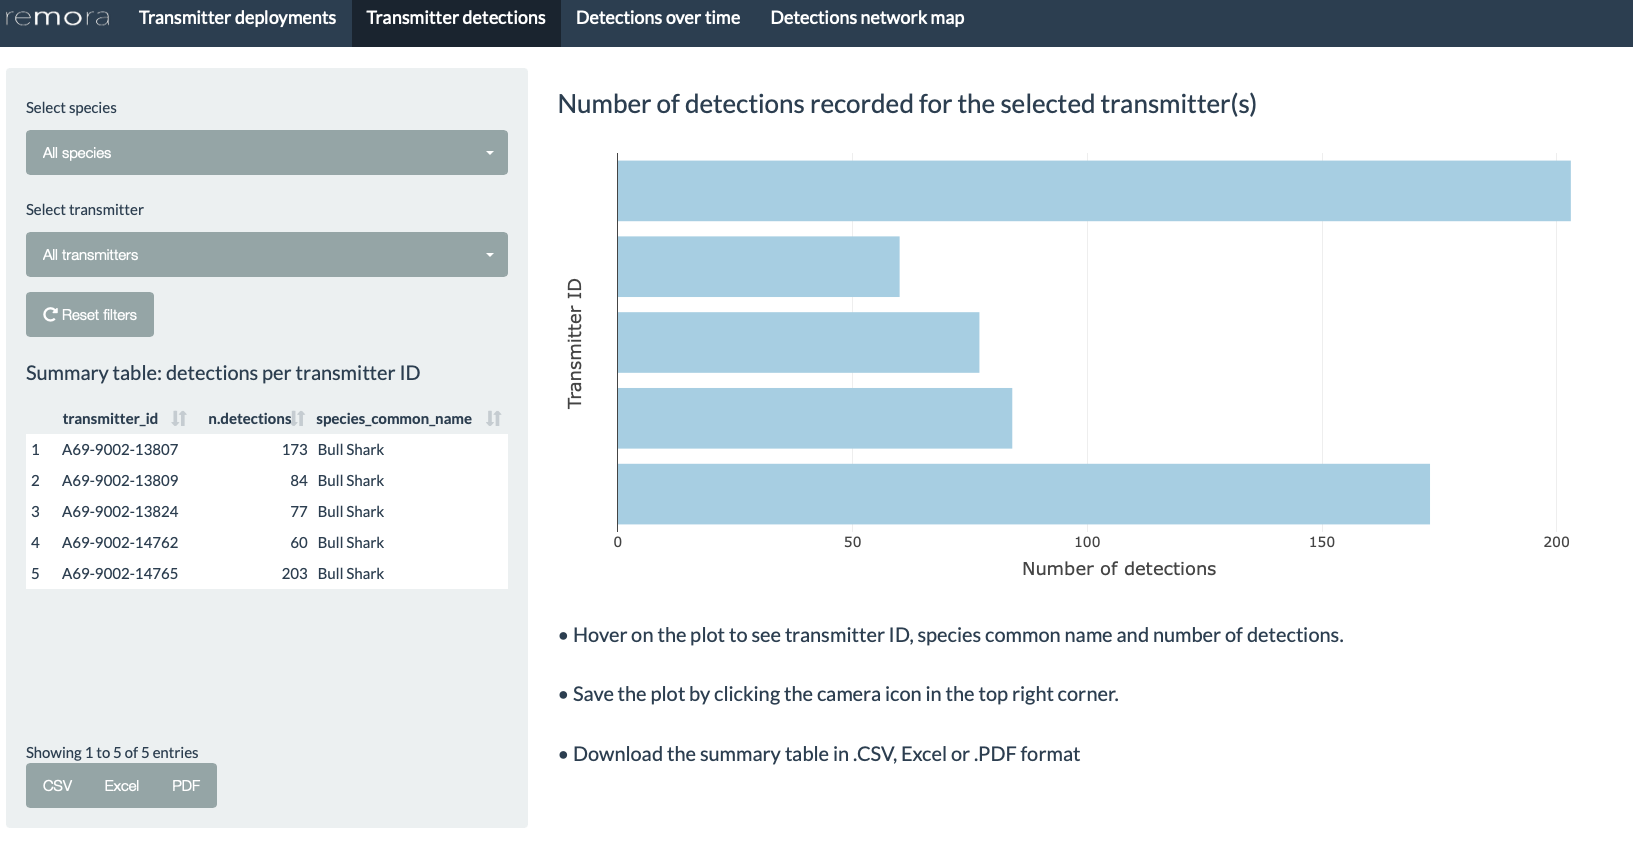 remora Transmitter deployments Transmitter detections Detections over time Detections network map
Select species
All species
Select transmitter
All transmitters
Reset filters
Summary table: detections per transmitter ID
transmitter_id n.detections species_common_name
1 A69-9002-13807 173 Bull Shark
2 A69-9002-13809 84 Bull Shark
3 A69-9002-13824 77 Bull Shark
4 A69-9002-14762 60 Bull Shark
5 A69-9002-14765 203 Bull Shark
Showing 1 to 5 of 5 entries
CSV Excel PDF
Number of detections recorded for the selected transmitter(s)
Transmitter ID
0 50 100 150 200
Number of detections
• Hover on the plot to see transmitter ID, species common name and number of detections.
• Save the plot by clicking the camera icon in the top right corner.
• Download the summary table in .CSV, Excel or .PDF format